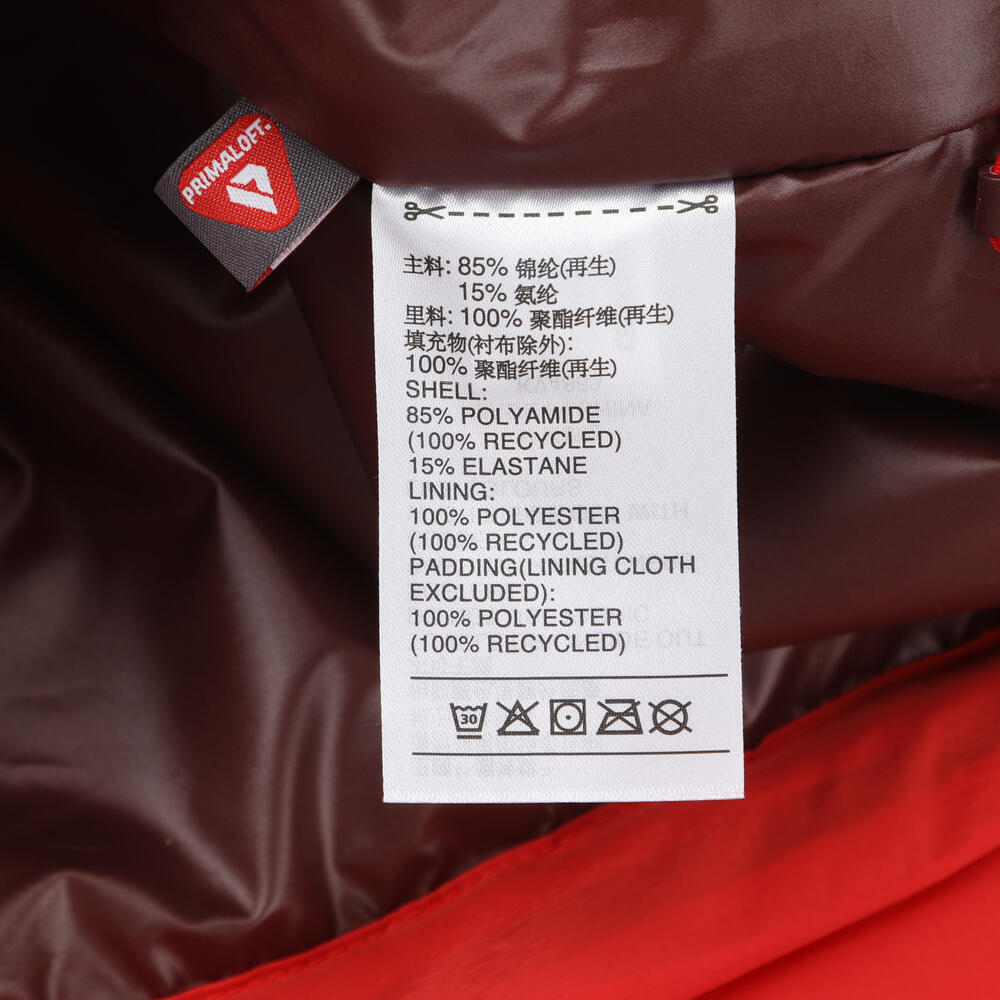 PRIMALOFT
主料: 85% 锦纶(再生)
15% 氨纶
里料: 100% 聚酯纤维(再生)
填充物(衬布除外):
100% 聚酯纤维(再生)
SHELL:
85% POLYAMIDE
(100% RECYCLED)
15% ELASTANE
LINING:
100% POLYESTER
(100% RECYCLED)
PADDING(LINING CLOTH
EXCLUDED):
100% POLYESTER
(100% RECYCLED)
30